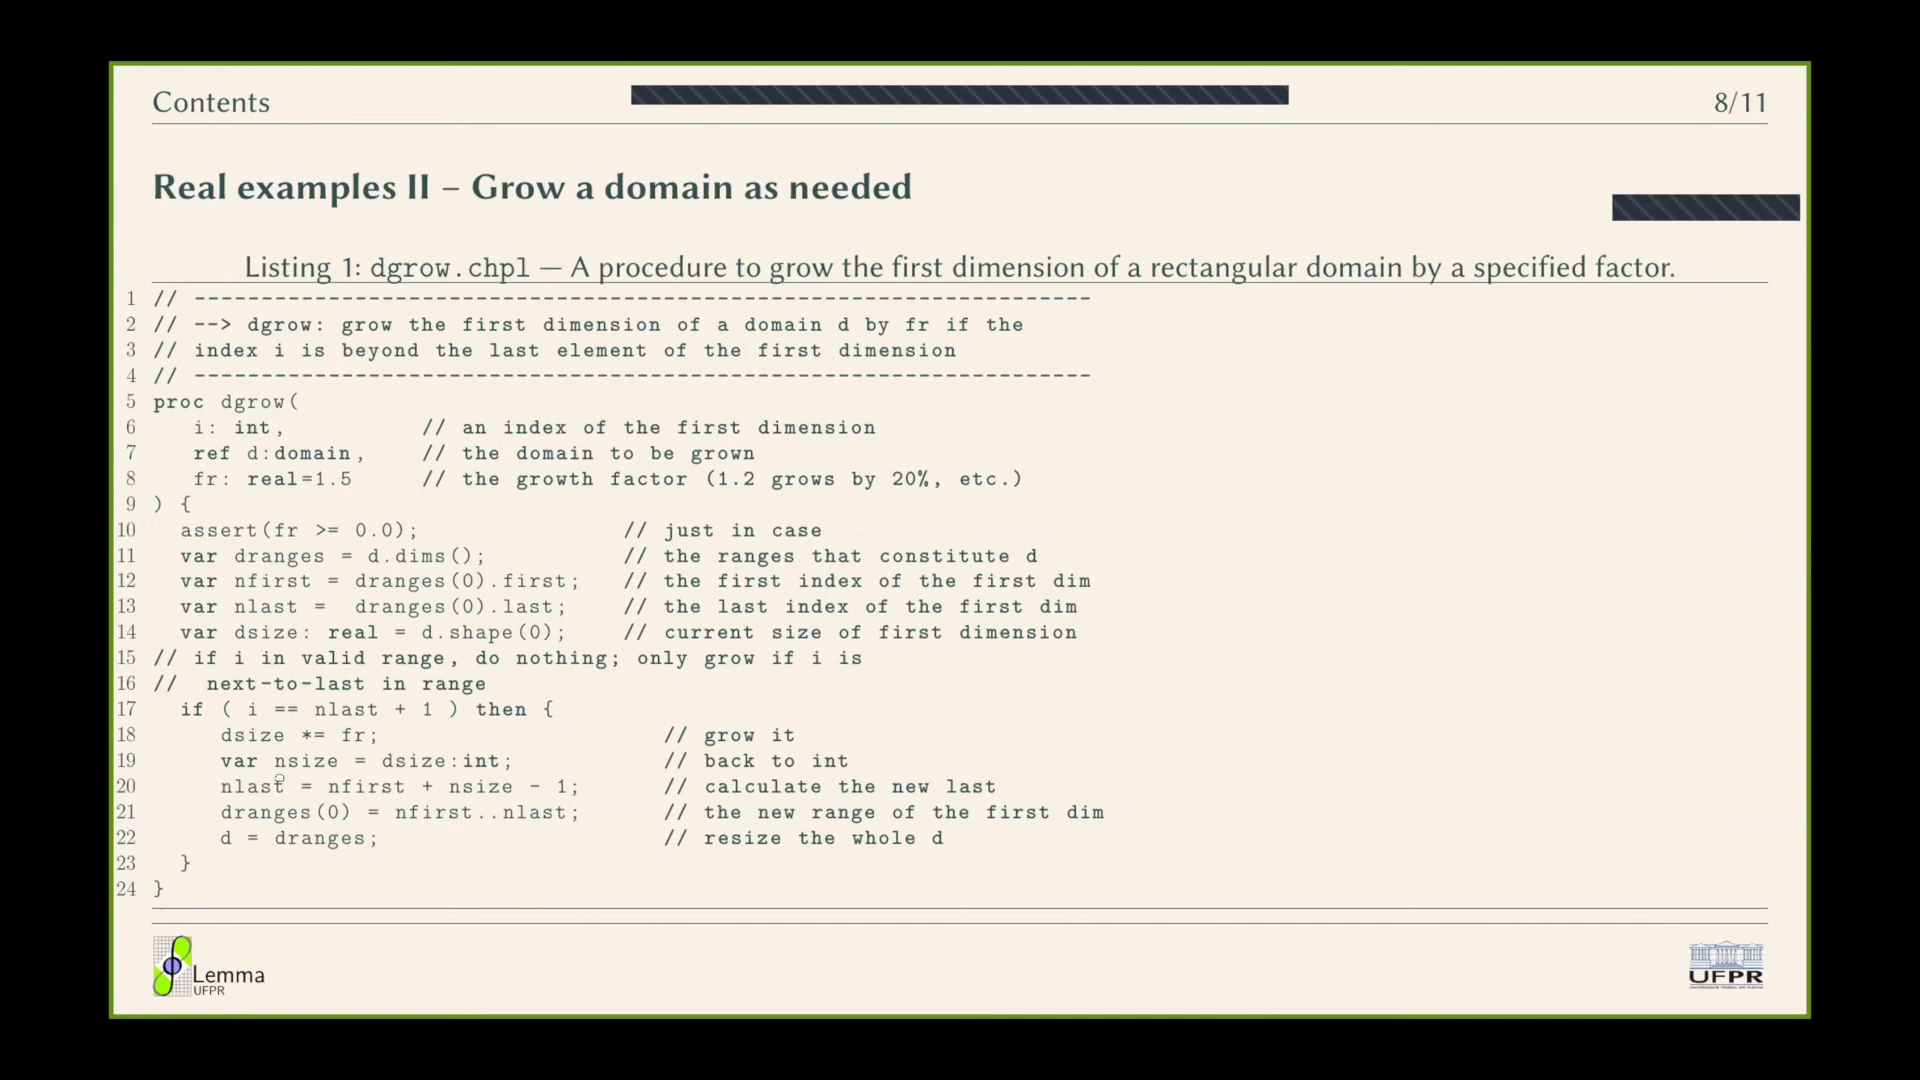 Contents
8/11
Real examples II – Grow a domain as needed
Listing 1: dgrow.chpl — A procedure to grow the first dimension of a rectangular domain by a specified factor.
1 // -------------------------------------------------------------------
2 // --> dgrow: grow the first dimension of a domain d by fr if the
3 // index i is beyond the last element of the first dimension
4 // -------------------------------------------------------------------
5 proc dgrow(
6    i: int,          // an index of the first dimension
7    ref d:domain,    // the domain to be grown
8    fr: real=1.5     // the growth factor (1.2 grows by 20%, etc.)
9 ) {
10   assert(fr >= 0.0);               // just in case
11   var dranges = d.dims();          // the ranges that constitute d
12   var nfirst = dranges(0).first;   // the first index of the first dim
13   var nlast =  dranges(0).last;    // the last index of the first dim
14   var dsize: real = d.shape(0);    // current size of first dimension
15 // if i in valid range, do nothing; only grow if i is
16 //  next-to-last in range
17   if ( i == nlast + 1 ) then {
18      dsize *= fr;                     // grow it
19      var nsize = dsize:int;           // back to int
20      nlast = nfirst + nsize - 1;      // calculate the new last
21      dranges(0) = nfirst..nlast;      // the new range of the first dim
22      d = dranges;                     // resize the whole d
23   }
24 }
Lemma
UFPR
UFPR